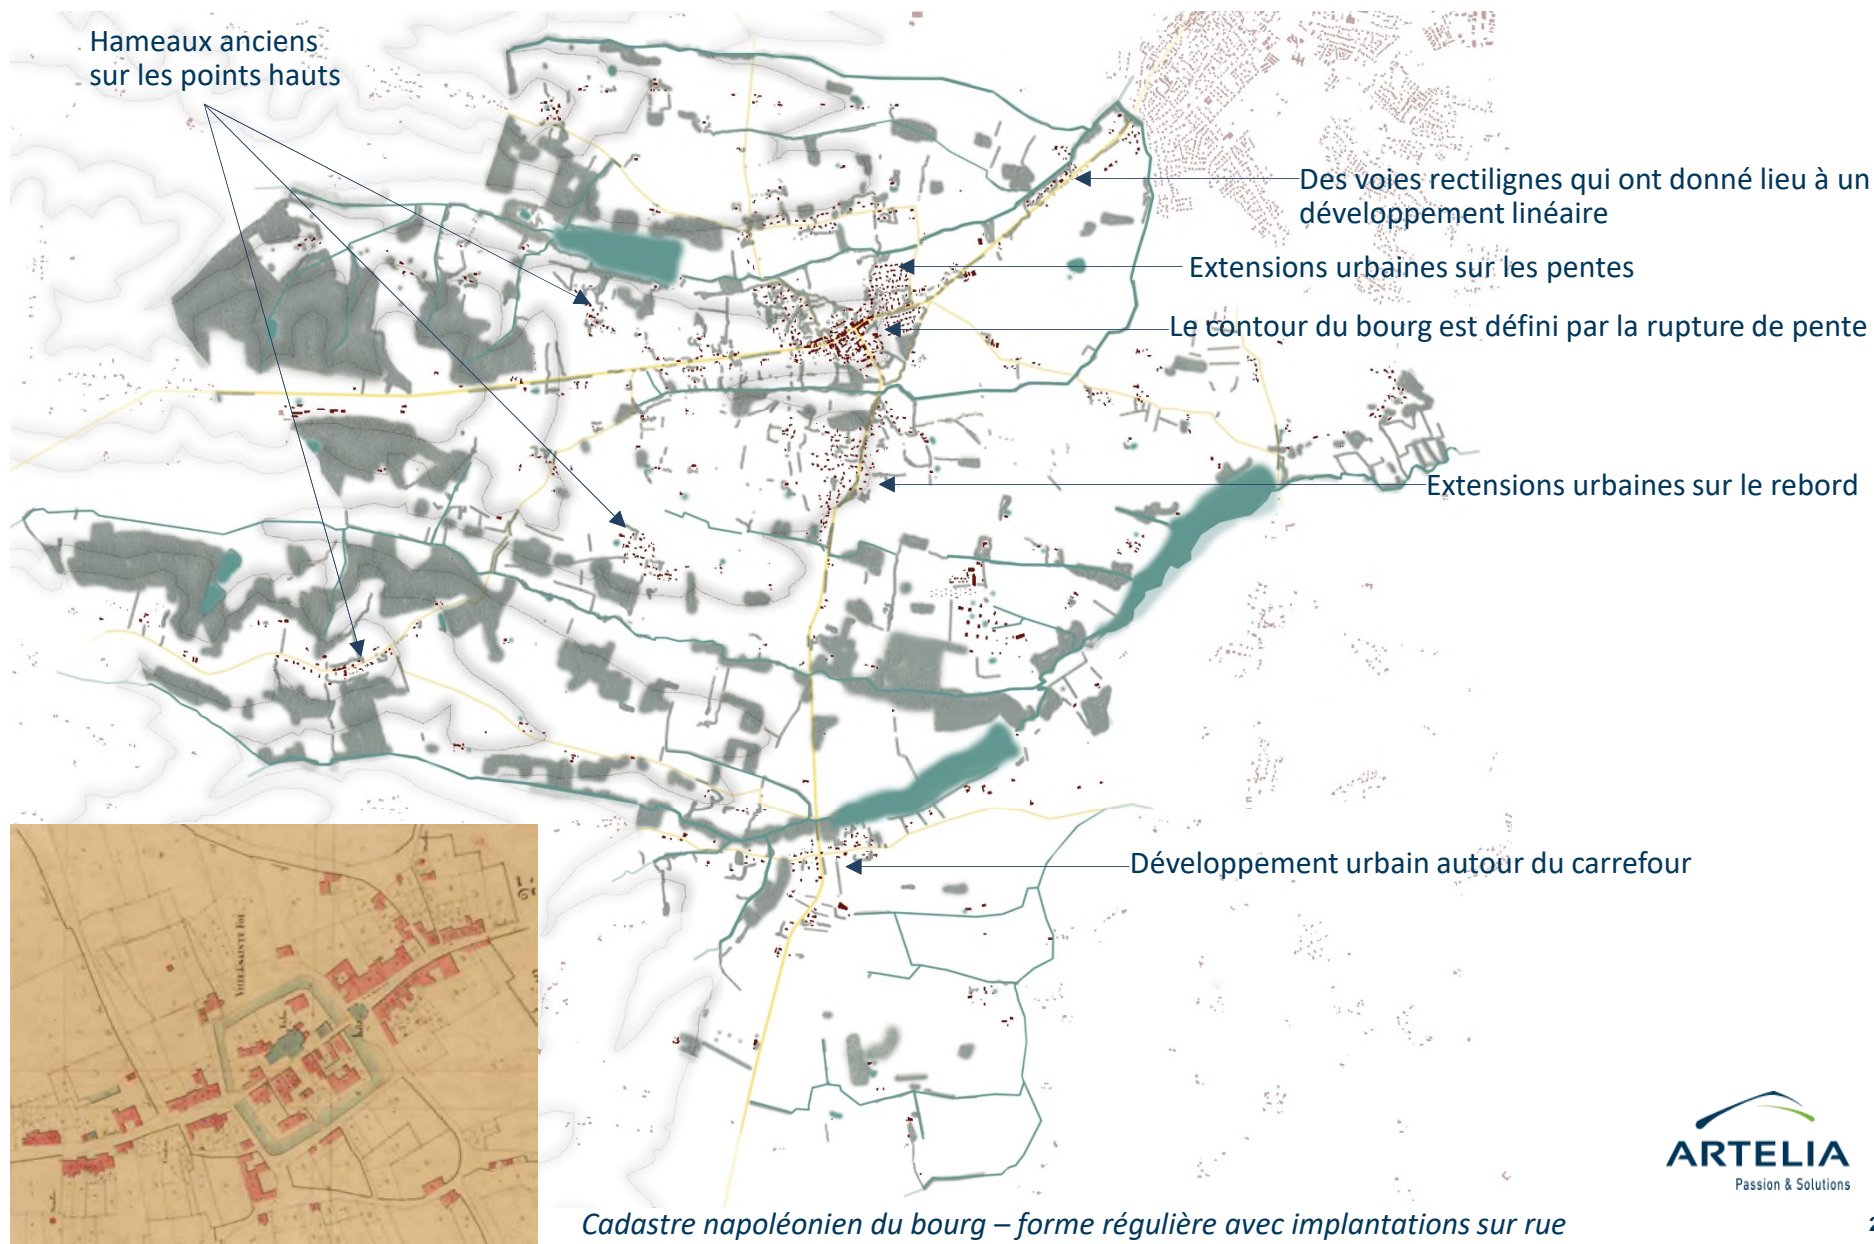 Hameaux anciens
sur les points hauts
Des voies rectilignes qui ont donné lieu à un
développement linéaire
Extensions urbaines sur les pentes
Le contour du bourg est défini par la rupture de pente
Extensions urbaines sur le rebord
Développement urbain autour du carrefour
ARTELIA
Passion & Solutions
Cadastre napoléonien du bourg – forme régulière avec implantations sur rue